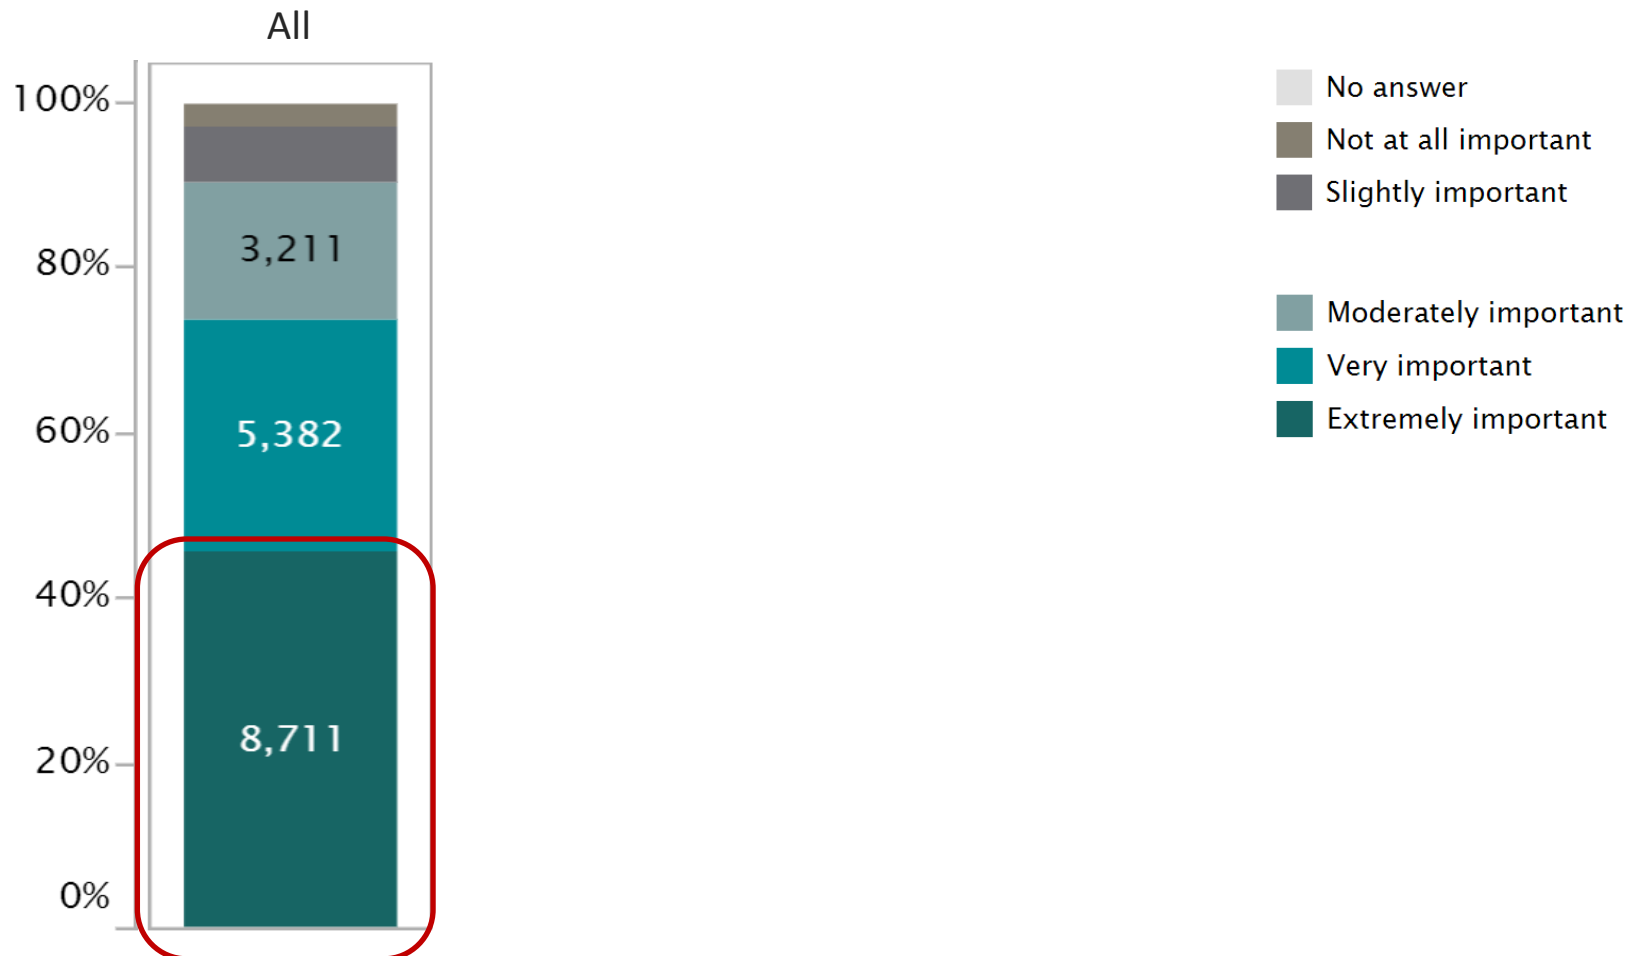 All
100%
80%
60%
40%
20%
0%
3,211
5,382
8,711
No answer
Not at all important
Slightly important
Moderately important
Very important
Extremely important